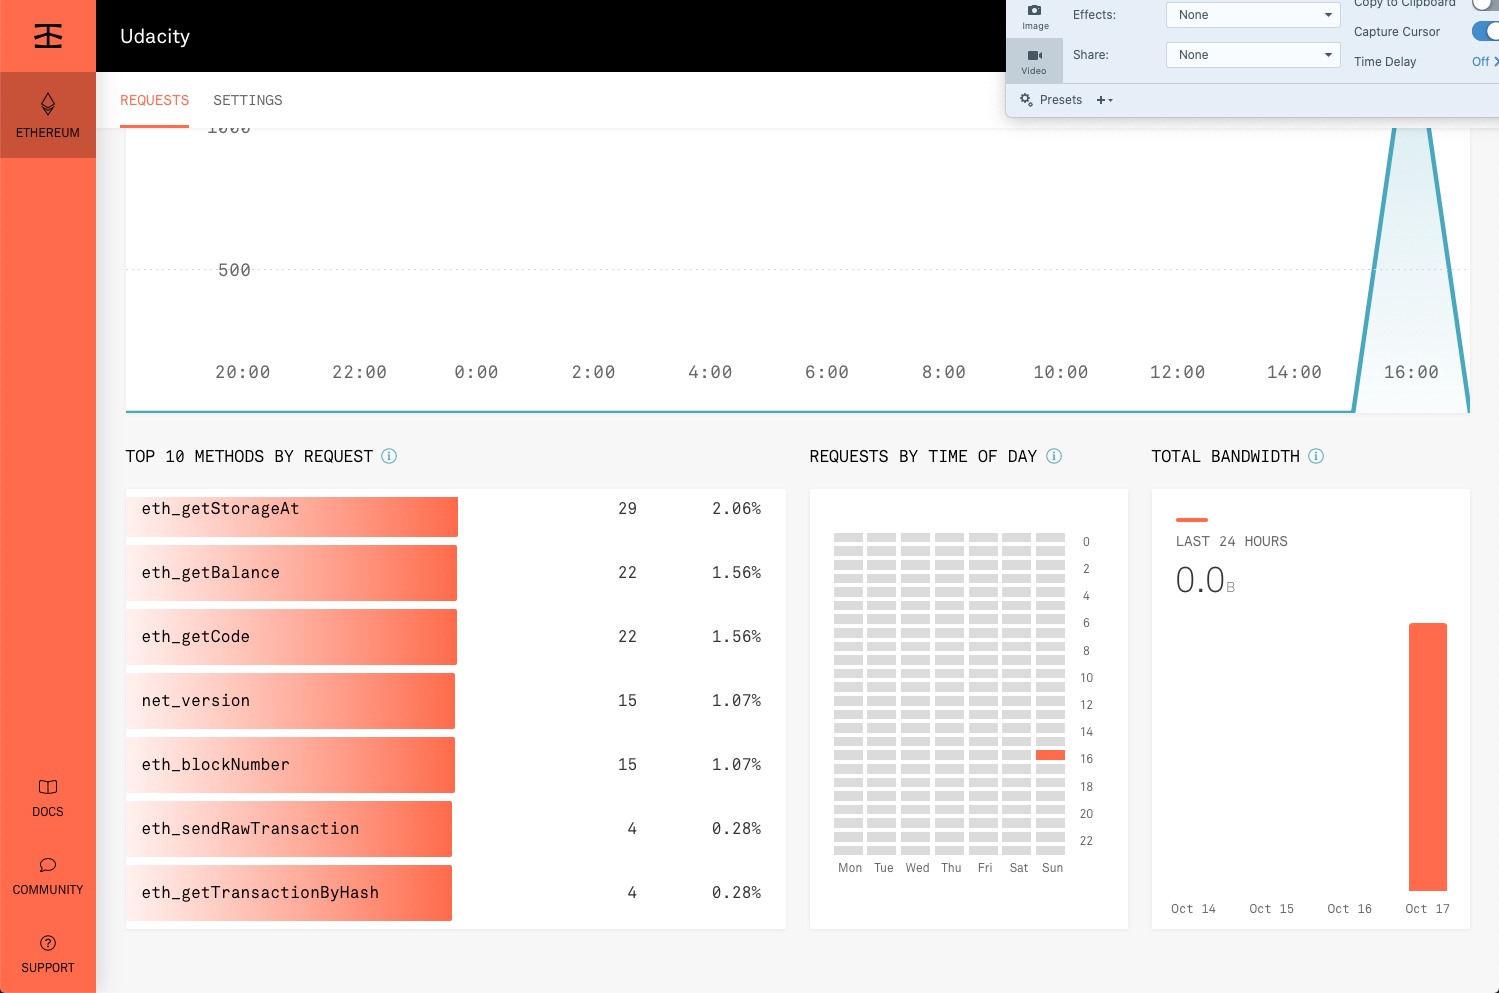 Udacity
Image
Effects:
None
Copy to Clipboard
Capture Cursor
Video
Share:
None
Time Delay
Off
Presets
ETHEREUM
REQUESTS SETTINGS
1000
500
20:00 22:00 0:00 2:00 4:00 6:00 8:00 10:00 12:00 14:00 16:00
TOP 10 METHODS BY REQUEST
eth_getStorageAt 29 2.06%
eth_getBalance 22 1.56%
eth_getCode 22 1.56%
net_version 15 1.07%
eth_blockNumber 15 1.07%
eth_sendRawTransaction 4 0.28%
eth_getTransactionByHash 4 0.28%
REQUESTS BY TIME OF DAY
0
2
4
6
8
10
12
14
16
18
20
22
Mon Tue Wed Thu Fri Sat Sun
TOTAL BANDWIDTH
LAST 24 HOURS
0.0B
Oct 14 Oct 15 Oct 16 Oct 17
DOCS
COMMUNITY
SUPPORT